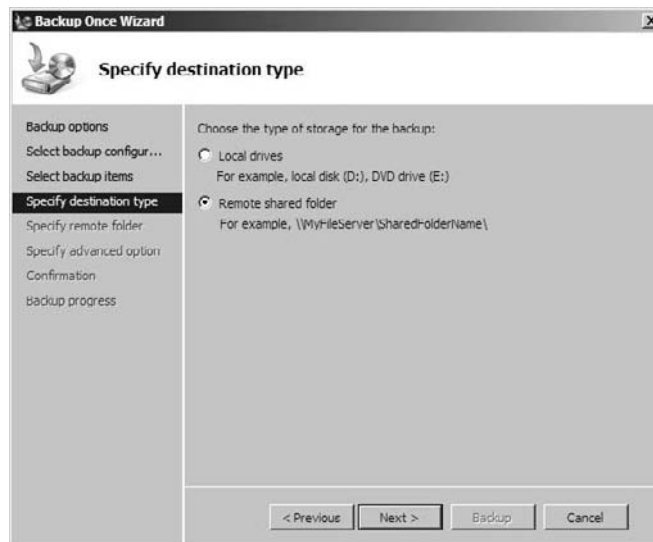 Backup Once Wizard
Specify destination type
Backup options
Select backup configur...
Select backup items
Specify destination type
Specify remote folder
Specify advanced option
Confirmation
Backup progress
Choose the type of storage for the backup:
Local drives
For example, local disk (D:), DVD drive (E:)
Remote shared folder
For example, \\MyFileServer\SharedFolderName\
< Previous
Next >
Backup
Cancel